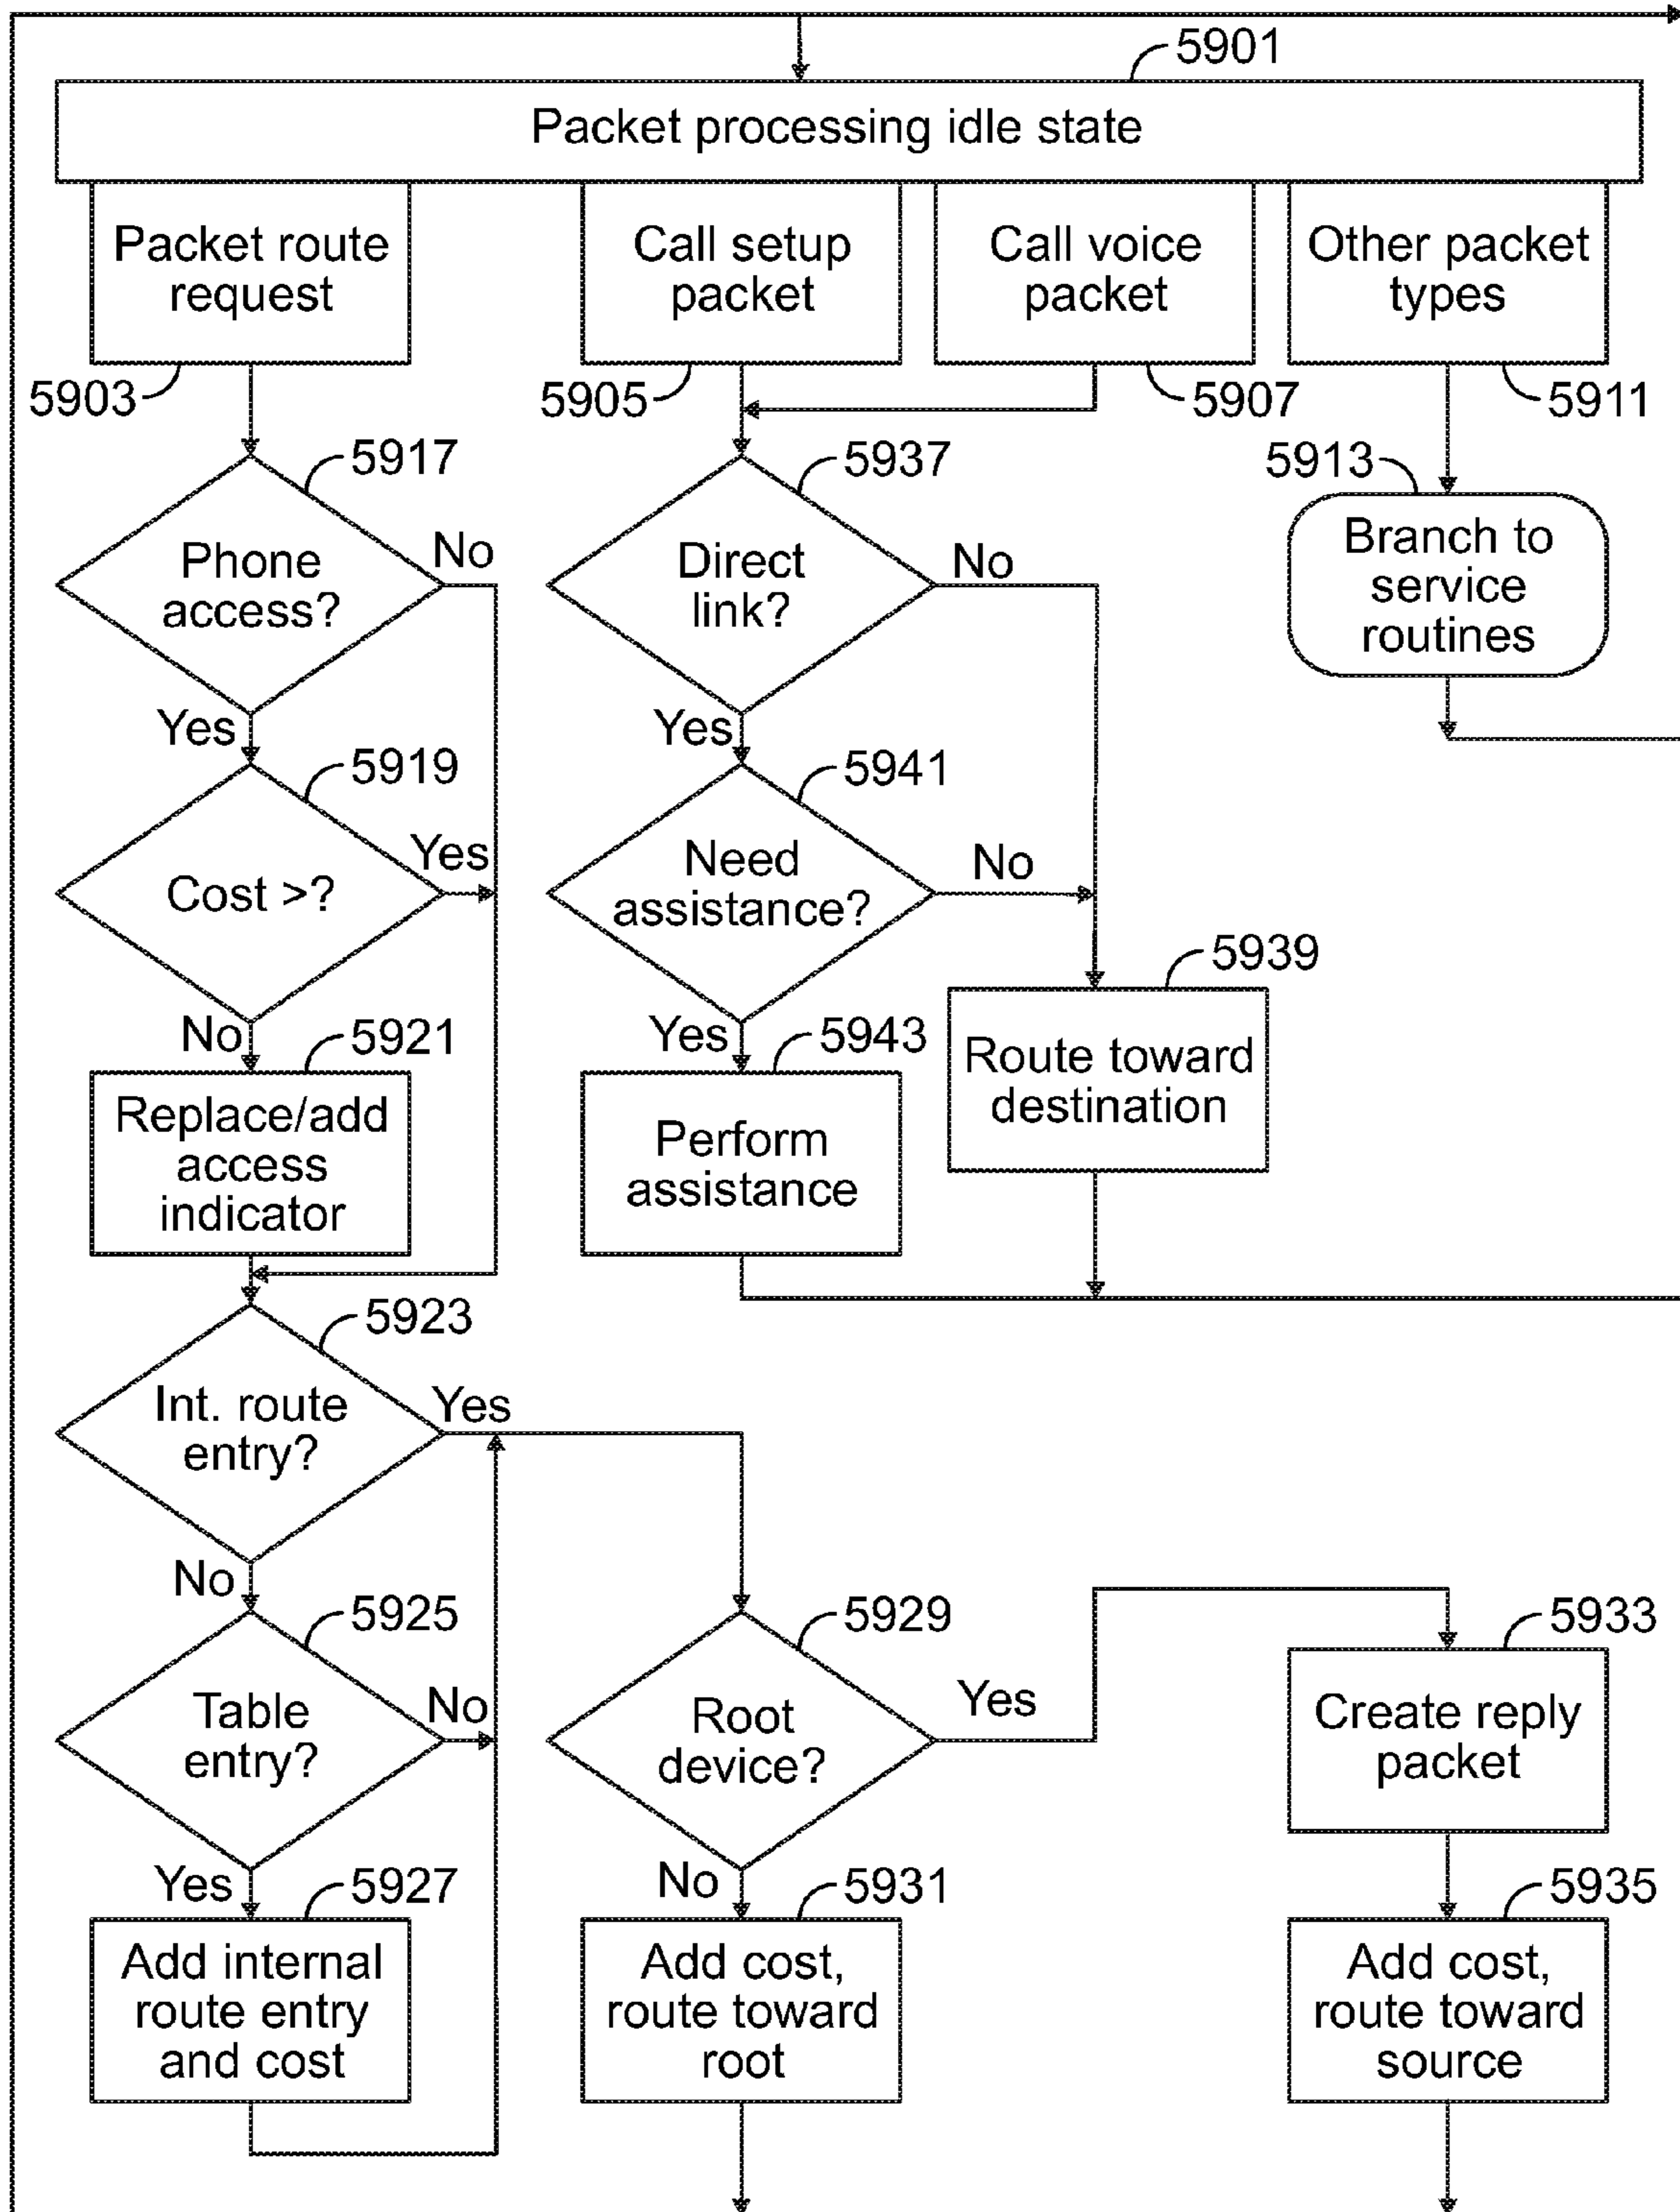 5901
Packet processing idle state
Packet route
request
Call setup
packet
Call voice
packet
Other packet
types
5903
5905
5907
5911
5917
Phone
access?
No
Yes
5937
Direct
link?
No
Yes
5913
Branch to
service
routines
5919
Cost >?
Yes
No
5941
Need
assistance?
No
Yes
5939
Route toward
destination
5921
Replace/add
access
indicator
5943
Perform
assistance
5923
Int. route
entry?
Yes
No
5925
Table
entry?
No
Yes
5929
Root
device?
Yes
No
5933
Create reply
packet
5927
Add internal
route entry
and cost
5931
Add cost,
route toward
root
5935
Add cost,
route toward
source